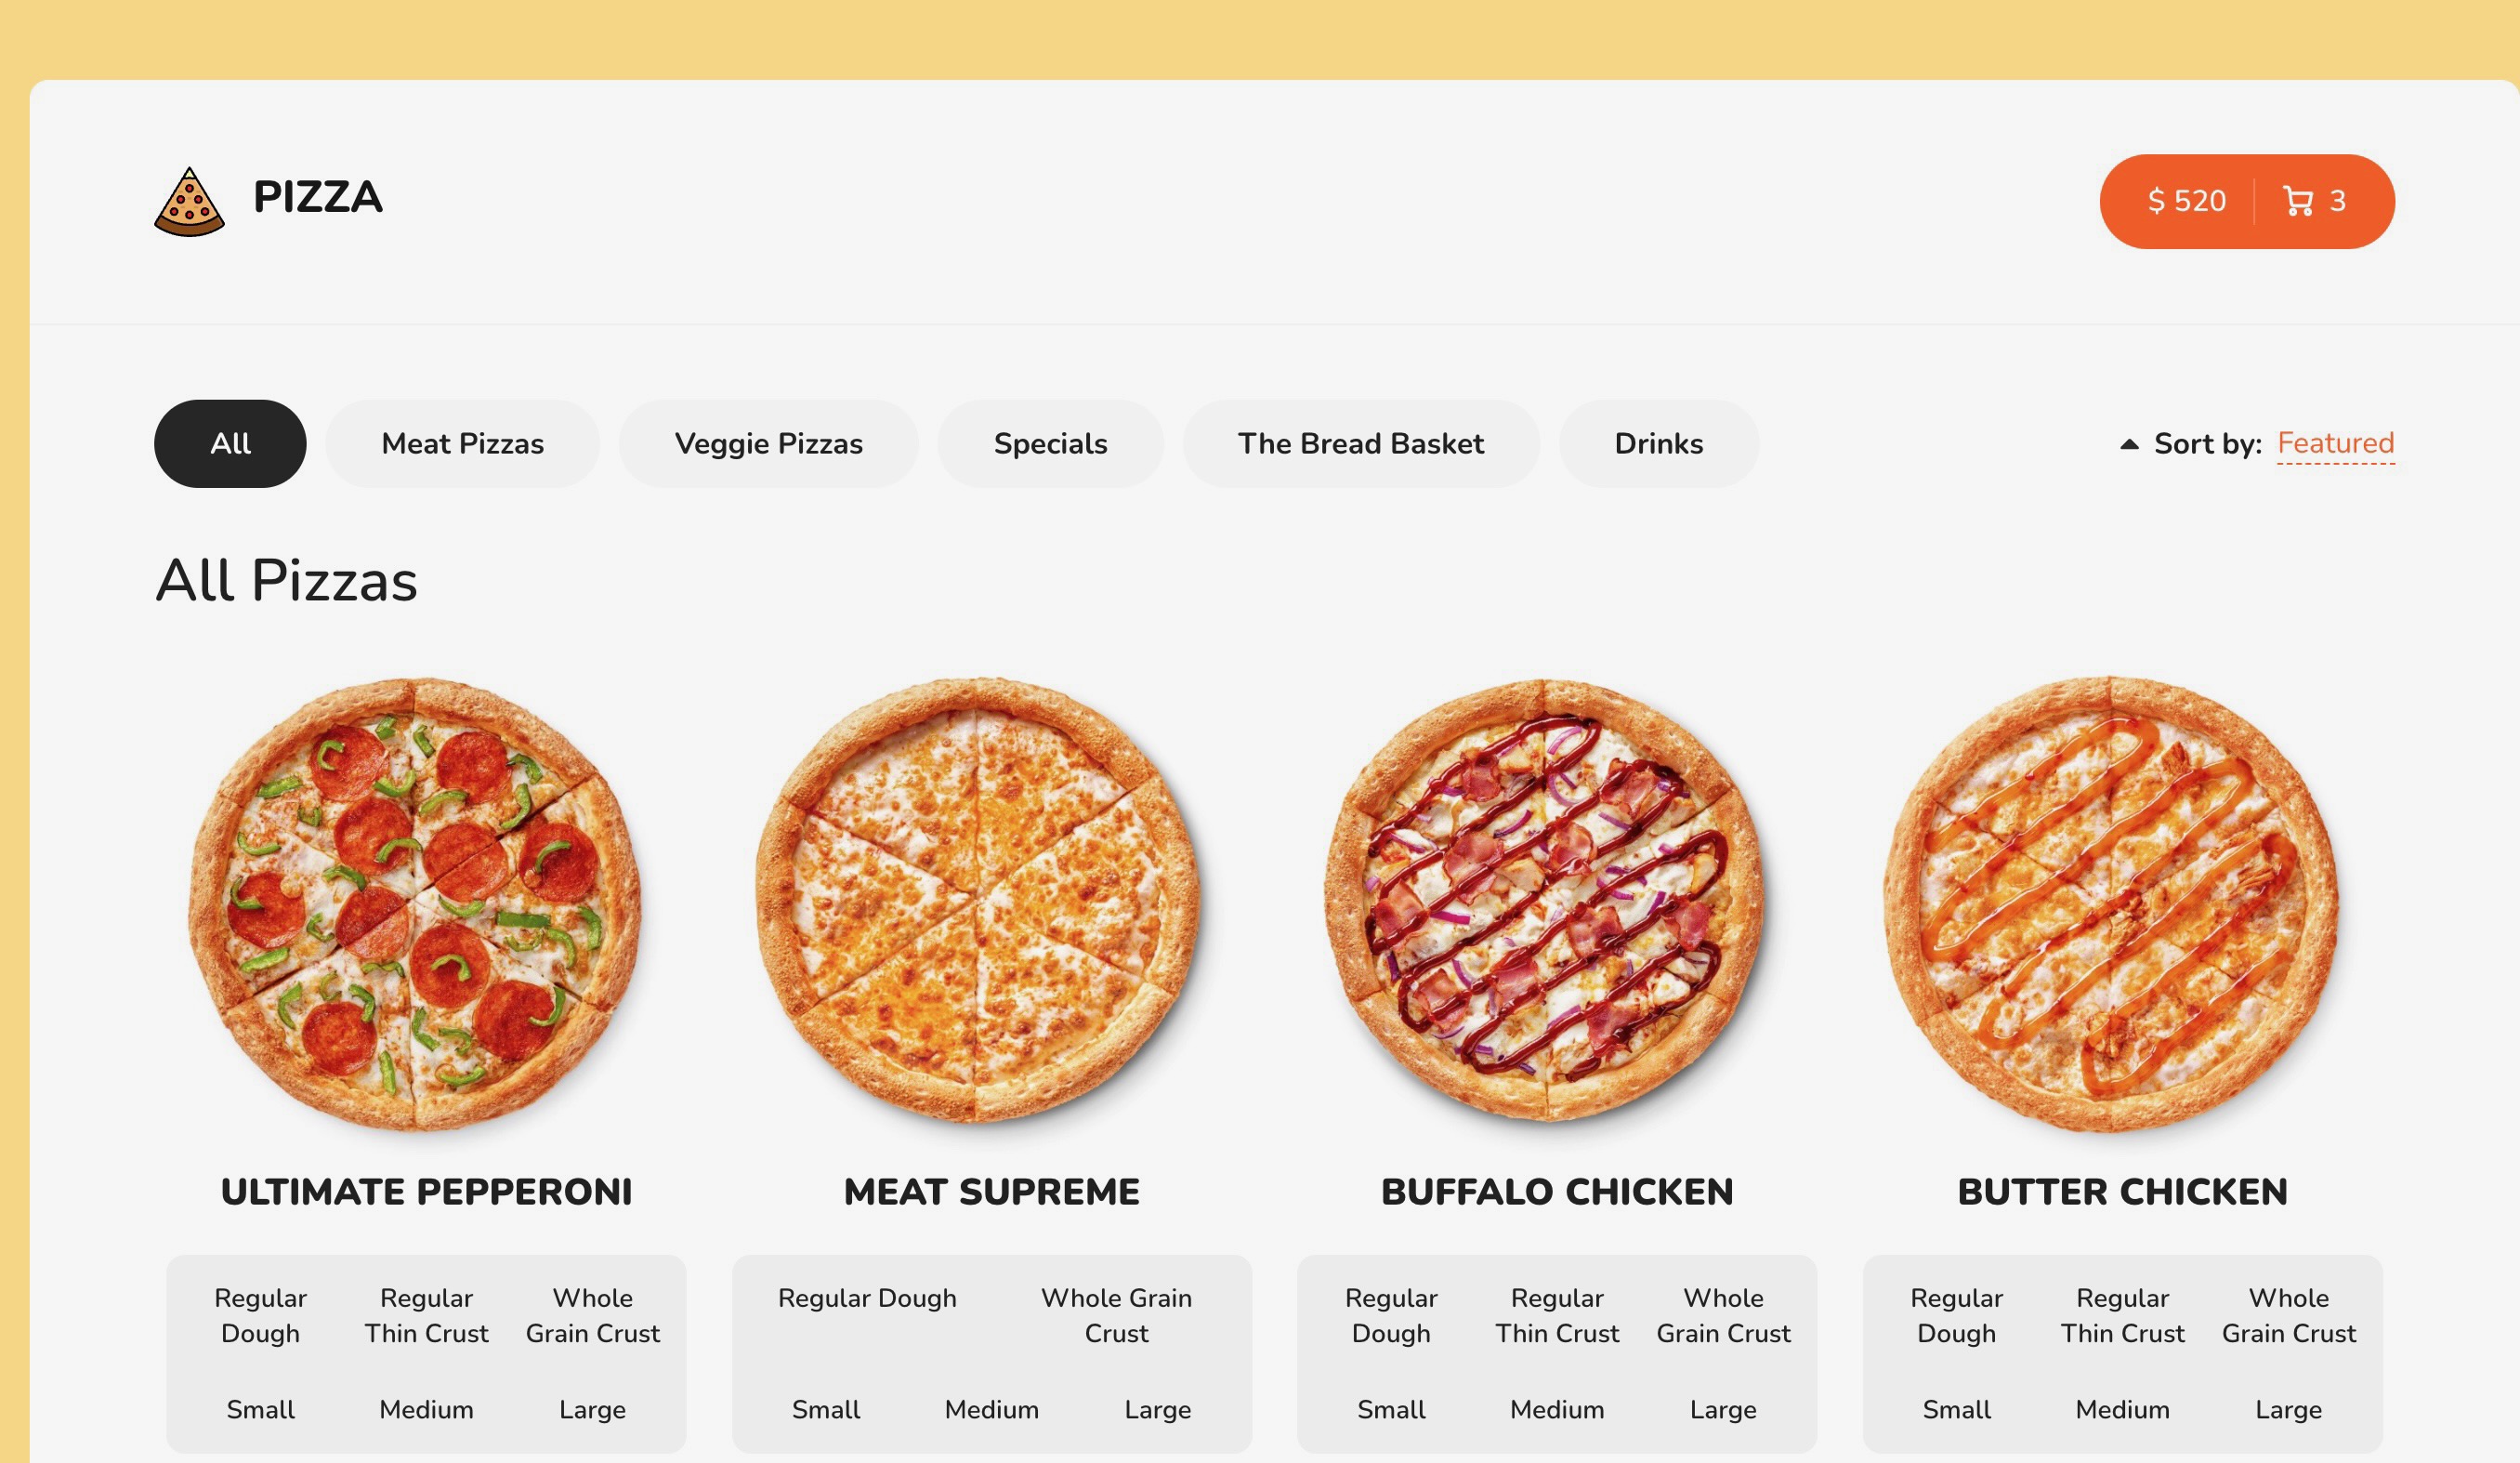 PIZZA
$ 520
3
All
Meat Pizzas
Veggie Pizzas
Specials
The Bread Basket
Drinks
Sort by: Featured
All Pizzas
ULTIMATE PEPPERONI
Regular
Dough
Regular
Thin Crust
Whole
Grain Crust
Small
Medium
Large
MEAT SUPREME
Regular Dough
Whole Grain
Crust
Small
Medium
Large
BUFFALO CHICKEN
Regular
Dough
Regular
Thin Crust
Whole
Grain Crust
Small
Medium
Large
BUTTER CHICKEN
Regular
Dough
Regular
Thin Crust
Whole
Grain Crust
Small
Medium
Large